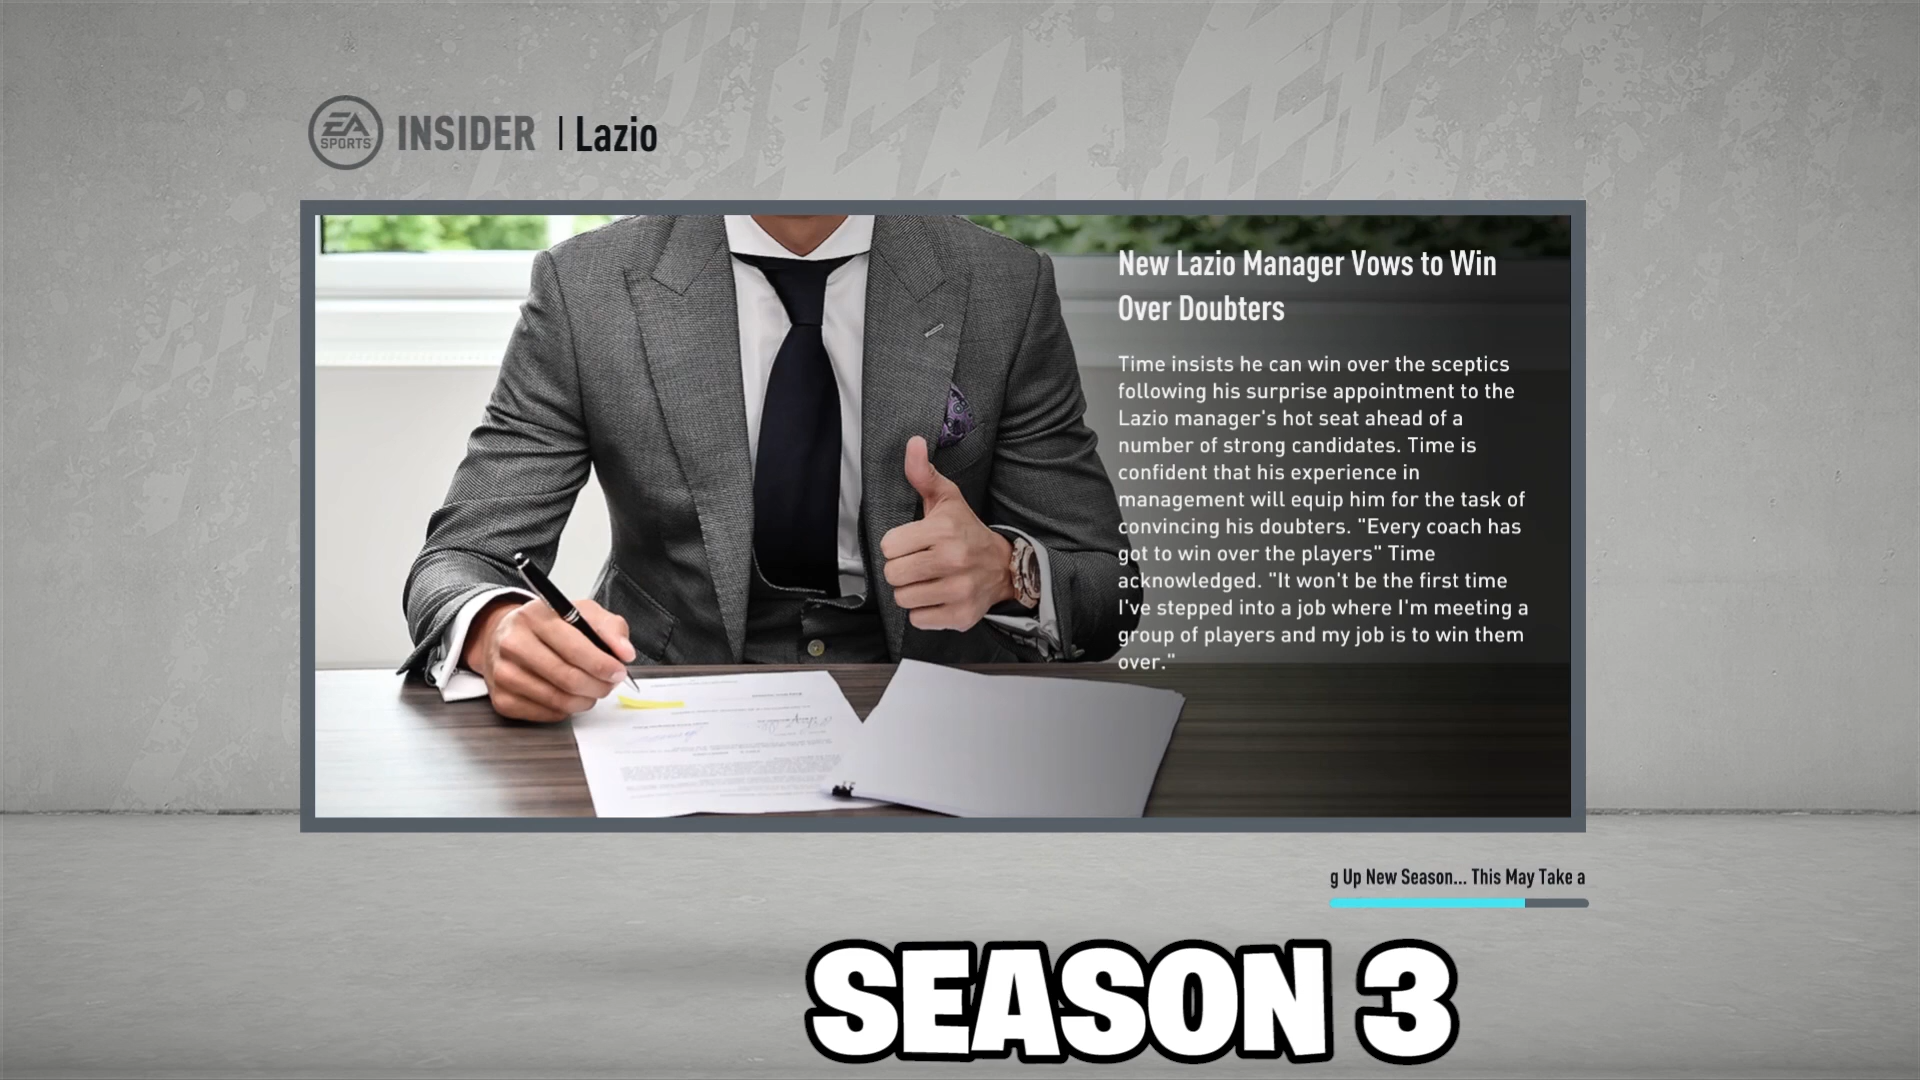 EA
SPORTS
INSIDER | Lazio
New Lazio Manager Vows to Win
Over Doubters
Time insists he can win over the sceptics
following his surprise appointment to the
Lazio manager's hot seat ahead of a
number of strong candidates. Time is
confident that his experience in
management will equip him for the task of
convincing his doubters. "Every coach has
got to win over the players" Time
acknowledged. "It won't be the first time
I've stepped into a job where I'm meeting a
group of players and my job is to win them
over."
g Up New Season... This May Take a
SEASON 3